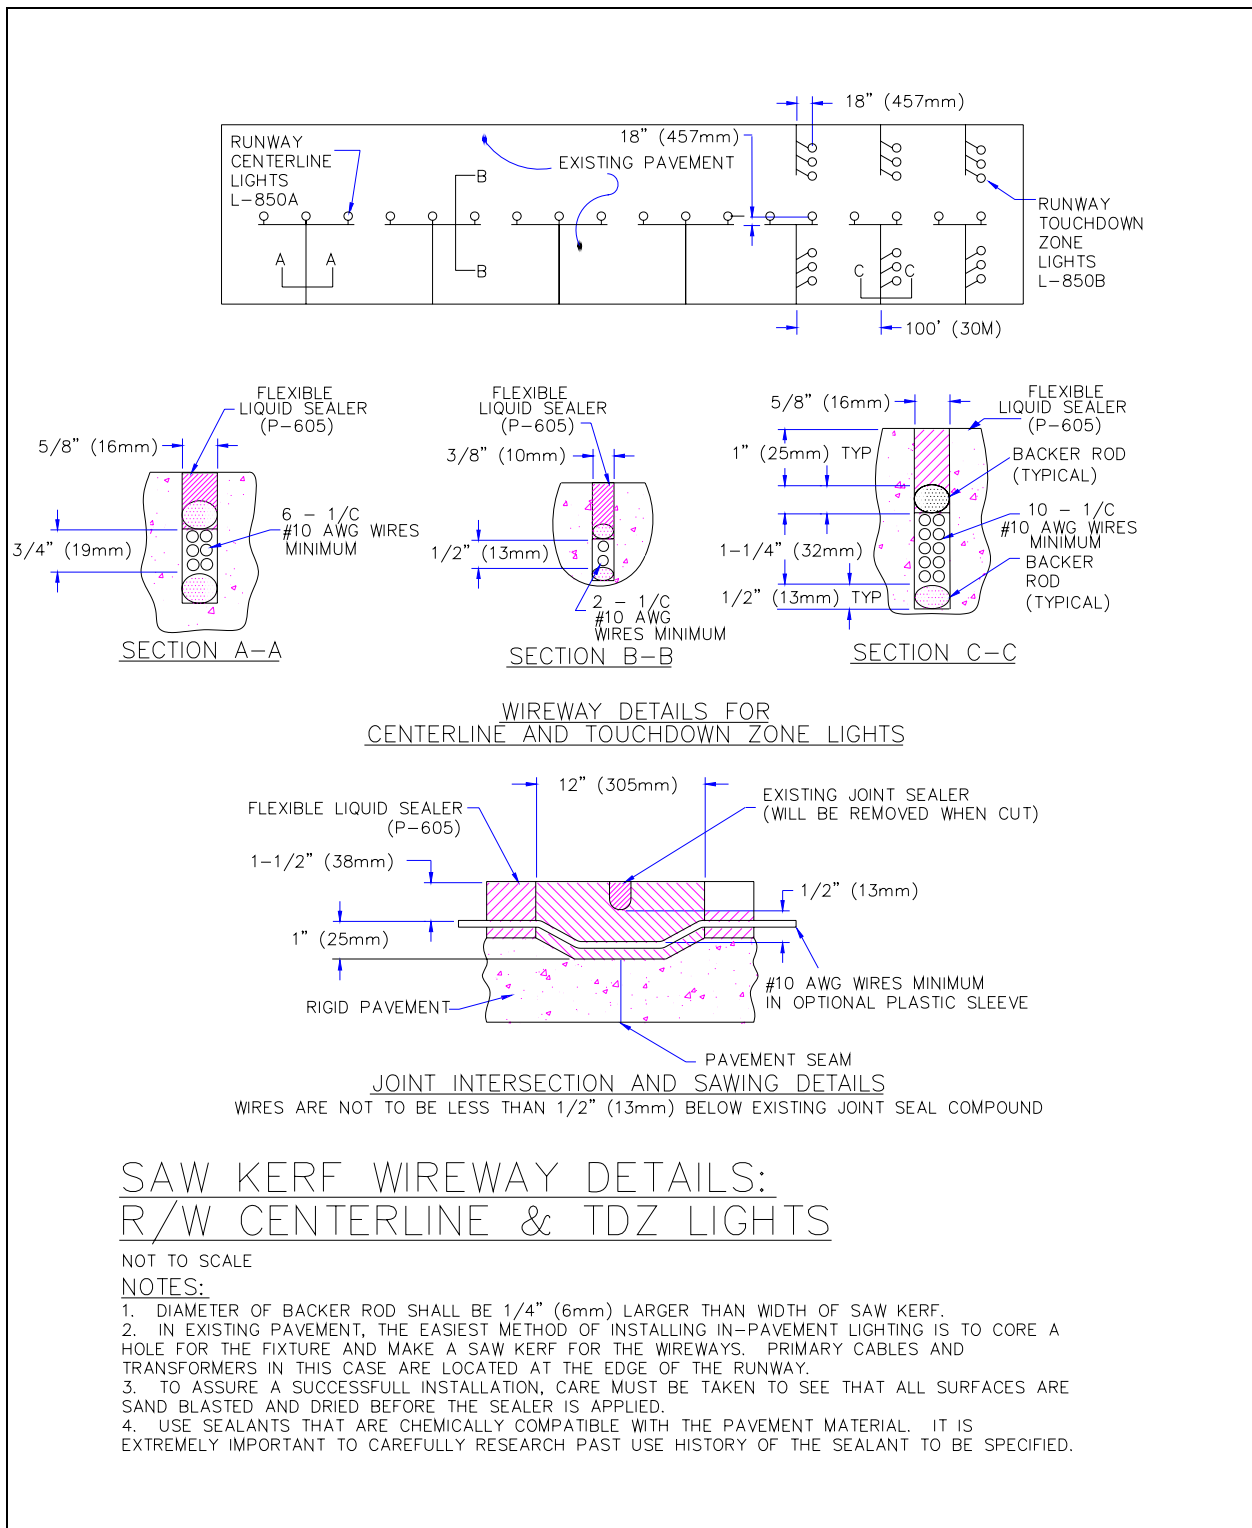 18" (457mm)
18" (457mm)
RUNWAY
CENTERLINE
LIGHTS
L-850A
EXISTING PAVEMENT
B
B
A
A
C
C
RUNWAY
TOUCHDOWN
ZONE
LIGHTS
L-850B
100' (30M)
FLEXIBLE
LIQUID SEALER
(P-605)
5/8" (16mm)
6 - 1/C
#10 AWG WIRES
MINIMUM
3/4" (19mm)
SECTION A-A
FLEXIBLE
LIQUID SEALER
(P-605)
3/8" (10mm)
1/2" (13mm)
2 - 1/C
#10 AWG
WIRES MINIMUM
SECTION B-B
FLEXIBLE
LIQUID SEALER
(P-605)
5/8" (16mm)
1" (25mm) TYP
BACKER ROD
(TYPICAL)
10 - 1/C
#10 AWG WIRES
MINIMUM
1-1/4" (32mm)
BACKER
ROD
(TYPICAL)
1/2" (13mm) TYP
SECTION C-C
WIREWAY DETAILS FOR
CENTERLINE AND TOUCHDOWN ZONE LIGHTS
12" (305mm)
FLEXIBLE LIQUID SEALER
(P-605)
EXISTING JOINT SEALER
(WILL BE REMOVED WHEN CUT)
1-1/2" (38mm)
1/2" (13mm)
1" (25mm)
#10 AWG WIRES MINIMUM
IN OPTIONAL PLASTIC SLEEVE
RIGID PAVEMENT
PAVEMENT SEAM
JOINT INTERSECTION AND SAWING DETAILS
WIRES ARE NOT TO BE LESS THAN 1/2" (13mm) BELOW EXISTING JOINT SEAL COMPOUND
SAW KERF WIREWAY DETAILS:
R/W CENTERLINE & TDZ LIGHTS
NOT TO SCALE
NOTES:
1. DIAMETER OF BACKER ROD SHALL BE 1/4" (6mm) LARGER THAN WIDTH OF SAW KERF.
2. IN EXISTING PAVEMENT, THE EASIEST METHOD OF INSTALLING IN-PAVEMENT LIGHTING IS TO CORE A
HOLE FOR THE FIXTURE AND MAKE A SAW KERF FOR THE WIREWAYS. PRIMARY CABLES AND
TRANSFORMERS IN THIS CASE ARE LOCATED AT THE EDGE OF THE RUNWAY.
3. TO ASSURE A SUCCESSFULL INSTALLATION, CARE MUST BE TAKEN TO SEE THAT ALL SURFACES ARE
SAND BLASTED AND DRIED BEFORE THE SEALER IS APPLIED.
4. USE SEALANTS THAT ARE CHEMICALLY COMPATIBLE WITH THE PAVEMENT MATERIAL. IT IS
EXTREMELY IMPORTANT TO CAREFULLY RESEARCH PAST USE HISTORY OF THE SEALANT TO BE SPECIFIED.